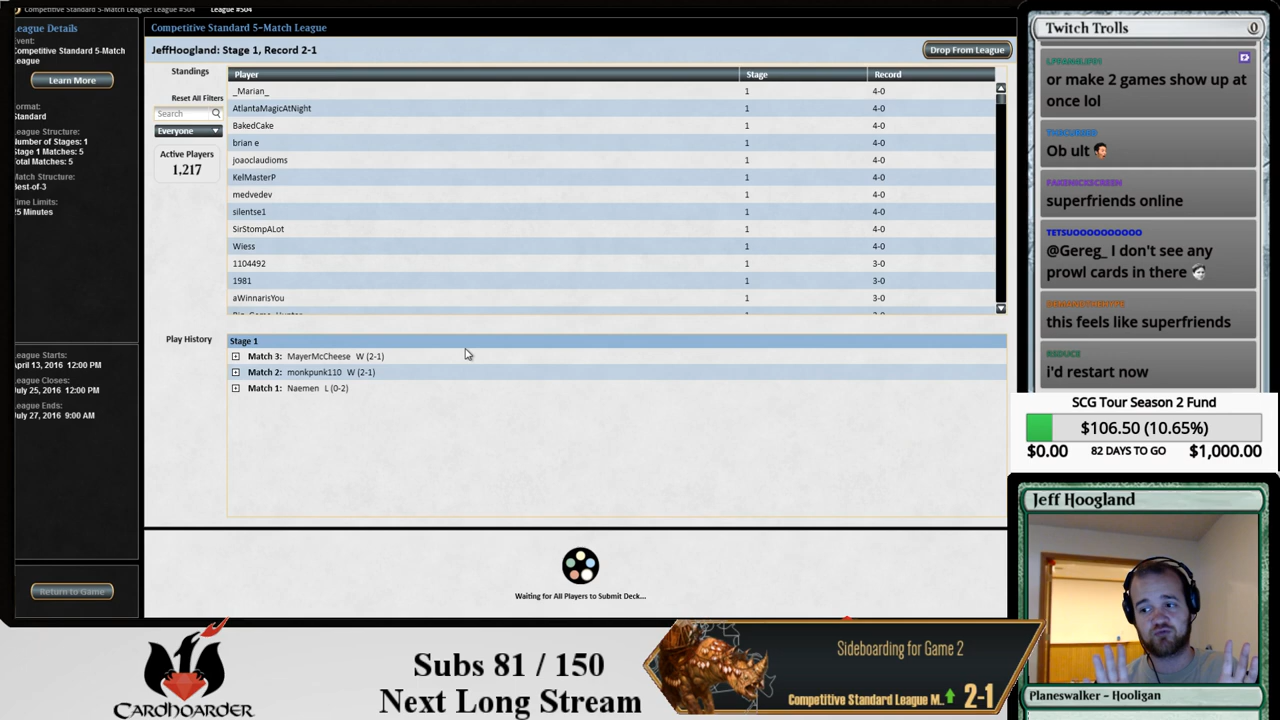 Competitive Standard 5-Match League: League #504
League #504
League Details
Event:
Competitive Standard 5-Match
League
Learn More
Format:
Standard
League Structure:
Number of Stages: 1
Stage 1 Matches: 5
Total Matches: 5
Match Structure:
Best-of-3
Time Limits:
25 Minutes
League Starts:
April 13, 2016 12:00 PM
League Closes:
July 25, 2016 12:00 PM
League Ends:
July 27, 2016 9:00 AM
Return to Game
Competitive Standard 5-Match League
JeffHoogland: Stage 1, Record 2-1
Drop From League
Standings
Reset All Filters
Search
Everyone
Active Players
1,217
Player Stage Record
_Marian_ 1 4-0
AtlantaMagicAtNight 1 4-0
BakedCake 1 4-0
brian e 1 4-0
joaoclaudioms 1 4-0
KelMasterP 1 4-0
medvedev 1 4-0
silentse1 1 4-0
SirStompALot 1 4-0
Wiess 1 4-0
1104492 1 3-0
1981 1 3-0
aWinnarisYou 1 3-0
Play History
Stage 1
Match 3: MayerMcCheese W (2-1)
Match 2: monkpunk110 W (2-1)
Match 1: Naemen L (0-2)
Waiting for All Players to Submit Deck...
Twitch Trolls 0
or make 2 games show up at
once lol
Ob ult
FAKENICKSCREEN
superfriends online
TETSUOOOOOOOOOO
@Gereg_ I don't see any
prowl cards in there
this feels like superfriends
RSDUCE
i'd restart now
SCG Tour Season 2 Fund
$106.50 (10.65%)
$0.00 82 DAYS TO GO $1,000.00
Jeff Hoogland
Planeswalker - Hooligan
CARDHOARDER
Subs 81 / 150
Next Long Stream
Sideboarding for Game 2
Competitive Standard League M.. 2-1